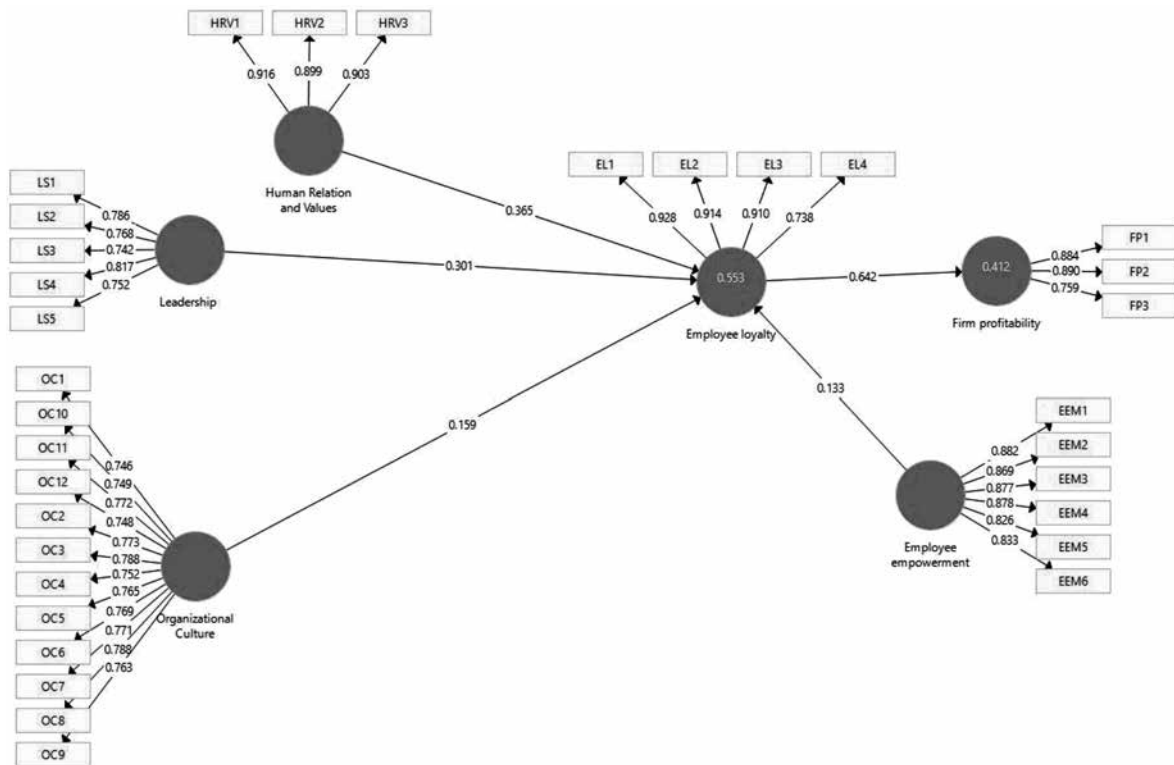 HRV1 HRV2 HRV3
0.916 0.899 0.903
Human Relation
and Values
LS1
LS2
LS3
LS4
LS5
0.786
0.768
0.742
0.817
0.752
Leadership
0.365
0.301
0.159
EL1 EL2 EL3 EL4
0.928 0.914 0.910 0.738
0.553
Employee loyalty
0.642
0.412
Firm profitability
0.884
0.890
0.759
FP1
FP2
FP3
0.133
OC1
OC10
OC11
OC12
OC2
OC3
OC4
OC5
OC6
OC7
OC8
OC9
0.746
0.749
0.772
0.748
0.773
0.788
0.752
0.765
0.769
0.771
0.788
0.763
Organizational
Culture
Employee
empowerment
0.882
0.869
0.877
0.878
0.826
0.833
EEM1
EEM2
EEM3
EEM4
EEM5
EEM6